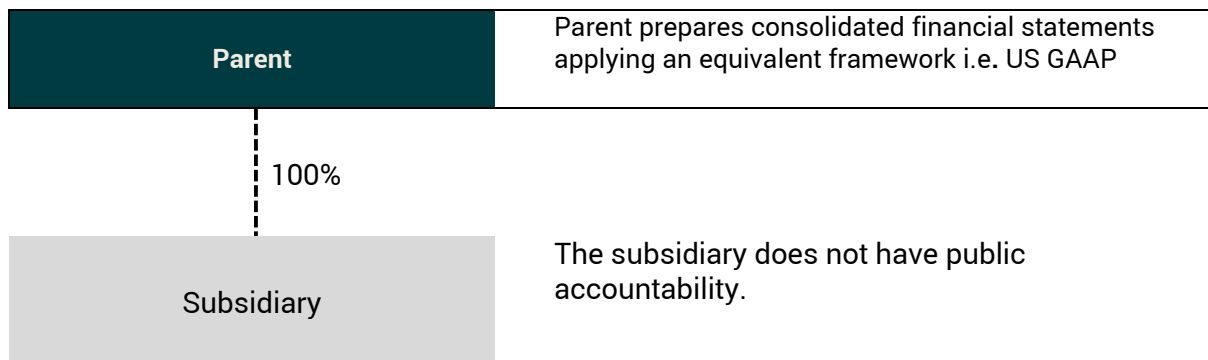 Parent
Parent prepares consolidated financial statements
applying an equivalent framework i.e. US GAAP
100%
Subsidiary
The subsidiary does not have public
accountability.